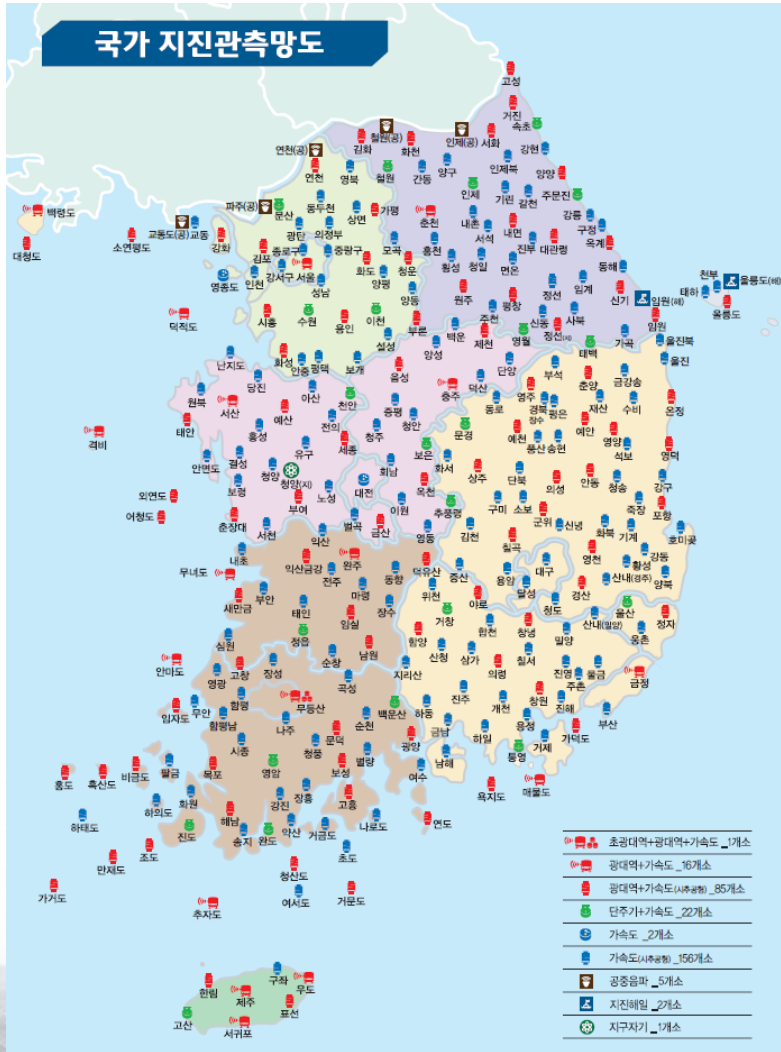 국가 지진관측망도
고성
거진
속초
철원(공)
인제(공)
서화
김화
화천
강현
연천(공)
연천
영북
철원
간동
양구
인제북
양양
인제
기린
갈천
주문진
백령도
파주(공)
문산
동두천
상면
가평
춘천
내촌
내면
강릉
구정
교동도(공)
교동
강화
광탄
의정부
서석
진부
대관령
옥계
대청도
소연평도
김포
종로구
중랑구
모곡
홍천
횡성
청일
면온
동해
영종도
인천
강서구
서울
화도
청운
양평
정선
임계
천부
울릉도(해)
태하
울릉도
성남
양동
원주
평창
신기
임원(해)
덕적도
시흥
수원
용인
이천
부론
주천
신동
사북
임원
설성
백운
제천
영월
정선(지)
가곡
울진북
화성
안중
평택
보개
앙성
태백
울진
난지도
음성
단양
부석
춘양
금강송
당진
아산
천안
충주
덕산
원북
서산
예산
증평
동로
영주
경북
장수
평은
재산
수비
온정
태안
전의
청주
청안
문경
예천
예안
영양
격비
홍성
세종
풍산
송현
석보
영덕
안면도
결성
유구
보은
화서
청양
회남
상주
단북
의성
안동
청송
강구
청양(지)
대전
옥천
외연도
보령
노성
부여
이원
추풍령
구미
소보
죽장
포항
어청도
춘장대
군위
신녕
서천
벌곡
금산
영동
김천
화북
기계
호미곶
익산
칠곡
내초
익산금강
완주
덕유산
대구
영천
강동
황성
전주
동향
증산
무녀도
위천
용암
달성
경산
산내(경주)
양북
새만금
부안
마령
태인
장수
야로
청도
거창
울산
임실
합천
창녕
산내(밀양)
정자
정읍
함양
밀양
심원
남원
산청
삼가
칠서
웅촌
안마도
순창
고창
장성
지리산
의령
진영
물금
금정
영광
곡성
주촌
함평
무등산
백운산
진주
창원
진해
임자도
무안
하동
개천
부산
함평남
나주
순천
금남
용성
문덕
광양
하일
가덕도
시종
청풍
벌량
남해
통영
거제
홍도
흑산도
비금도
팔금
목포
영암
보성
여수
장흥
욕지도
매물도
하의도
화원
강진
고흥
하태도
해남
연도
진도
송지
완도
약산
거금도
나로도
조도
초도
만재도
청산도
가거도
추자도
여서도
거문도
구좌
한림
제주
우도
표선
고산
서귀포
초광대역+광대역+가속도 _1개소
광대역+가속도 _16개소
광대역+가속도(시추공형) _85개소
단주기+가속도 _22개소
가속도 _2개소
가속도(시추공형) _156개소
공중음파 _5개소
지진해일 _2개소
지구자기 _1개소